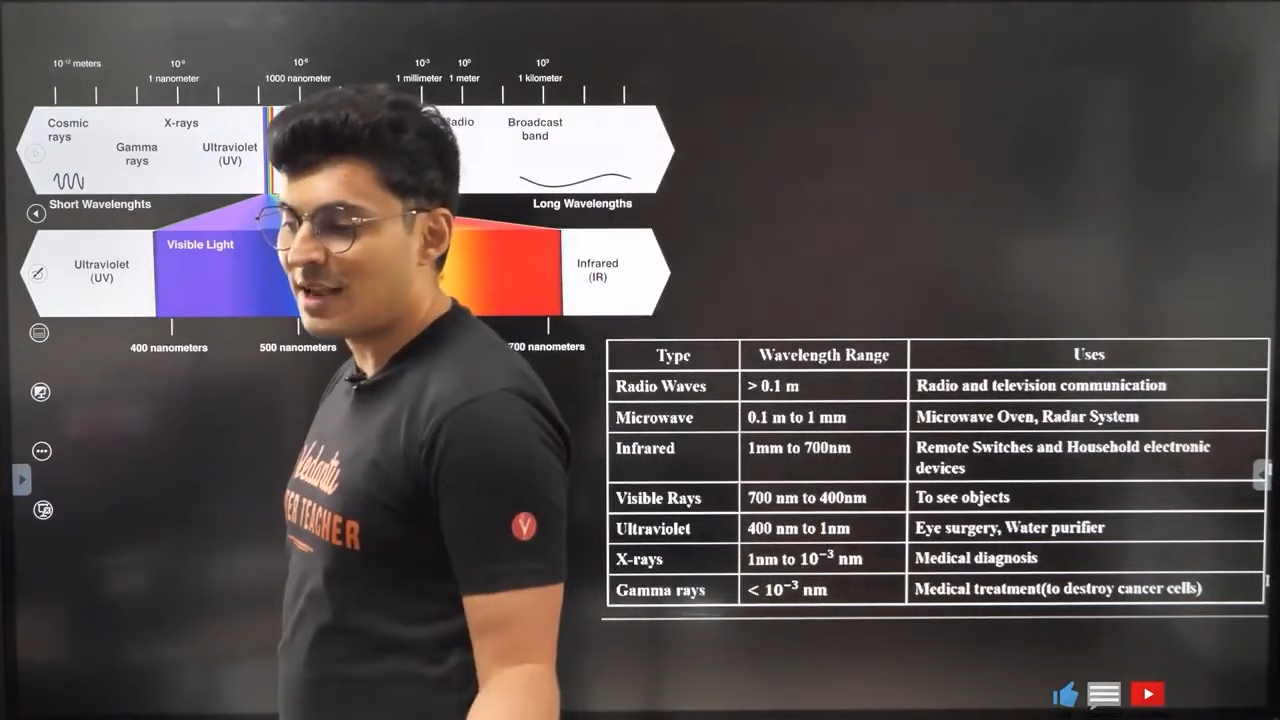 10⁻¹² meters 10⁻⁹ 10⁻⁶ 10⁻³ 10⁰ 10³
1 nanometer 1000 nanometer 1 millimeter 1 meter 1 kilometer
Cosmic rays
Gamma rays
X-rays
Ultraviolet (UV)
Broadcast band
Short Wavelenghts
Long Wavelengths
Ultraviolet (UV)
Visible Light
Infrared (IR)
400 nanometers 500 nanometers 700 nanometers
Type Wavelength Range Uses
Radio Waves > 0.1 m Radio and television communication
Microwave 0.1 m to 1 mm Microwave Oven, Radar System
Infrared 1mm to 700nm Remote Switches and Household electronic
devices
Visible Rays 700 nm to 400nm To see objects
Ultraviolet 400 nm to 1nm Eye surgery, Water purifier
X-rays 1nm to 10⁻³ nm Medical diagnosis
Gamma rays < 10⁻³ nm Medical treatment(to destroy cancer cells)
TEACHER
V